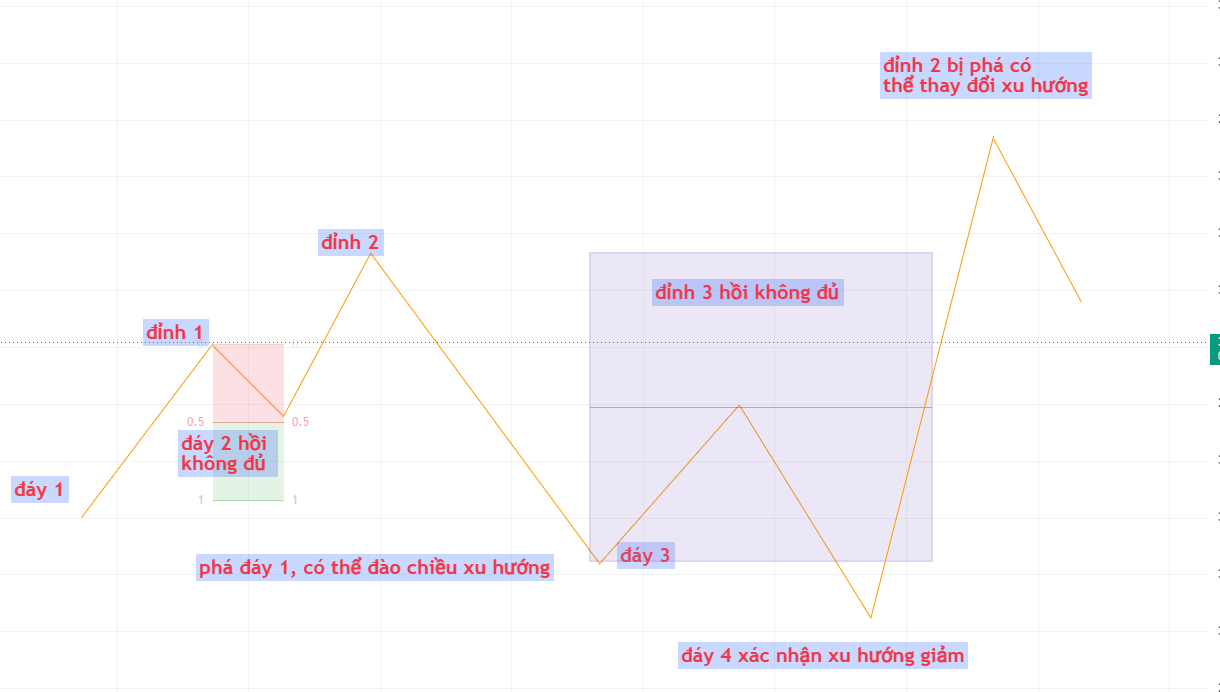 đỉnh 2 bị phá có
thể thay đổi xu hướng
đỉnh 2
đỉnh 3 hồi không đủ
đỉnh 1
0
0.5
0.5
đáy 2 hồi
không đủ
đáy 1
1
1
đáy 3
phá đáy 1, có thể đảo chiều xu hướng
đáy 4 xác nhận xu hướng giảm